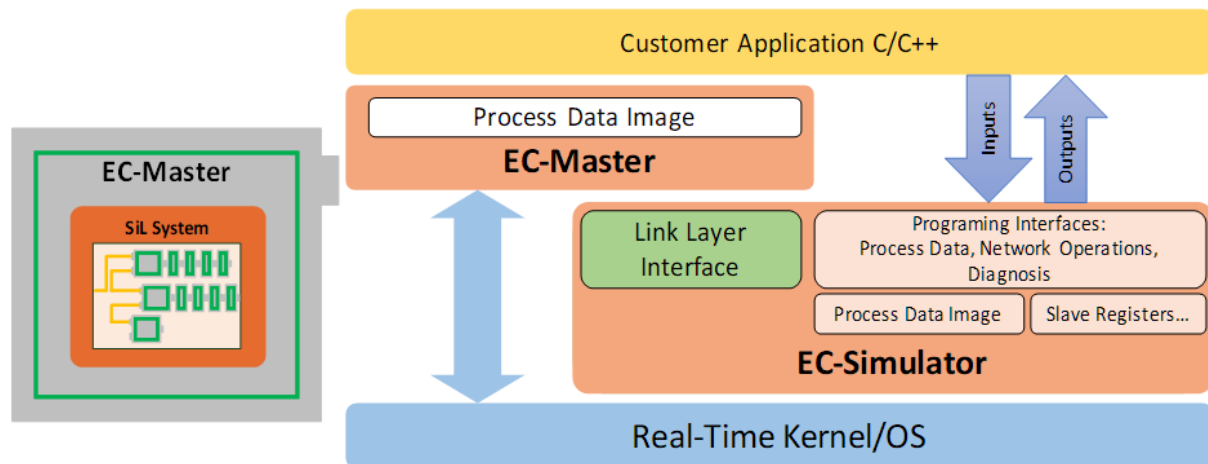 Customer Application C/C++
Process Data Image
EC-Master
Inputs
Outputs
EC-Master
SiL System
Link Layer
Interface
Programing Interfaces:
Process Data, Network Operations,
Diagnosis
Process Data Image
Slave Registers...
EC-Simulator
Real-Time Kernel/OS